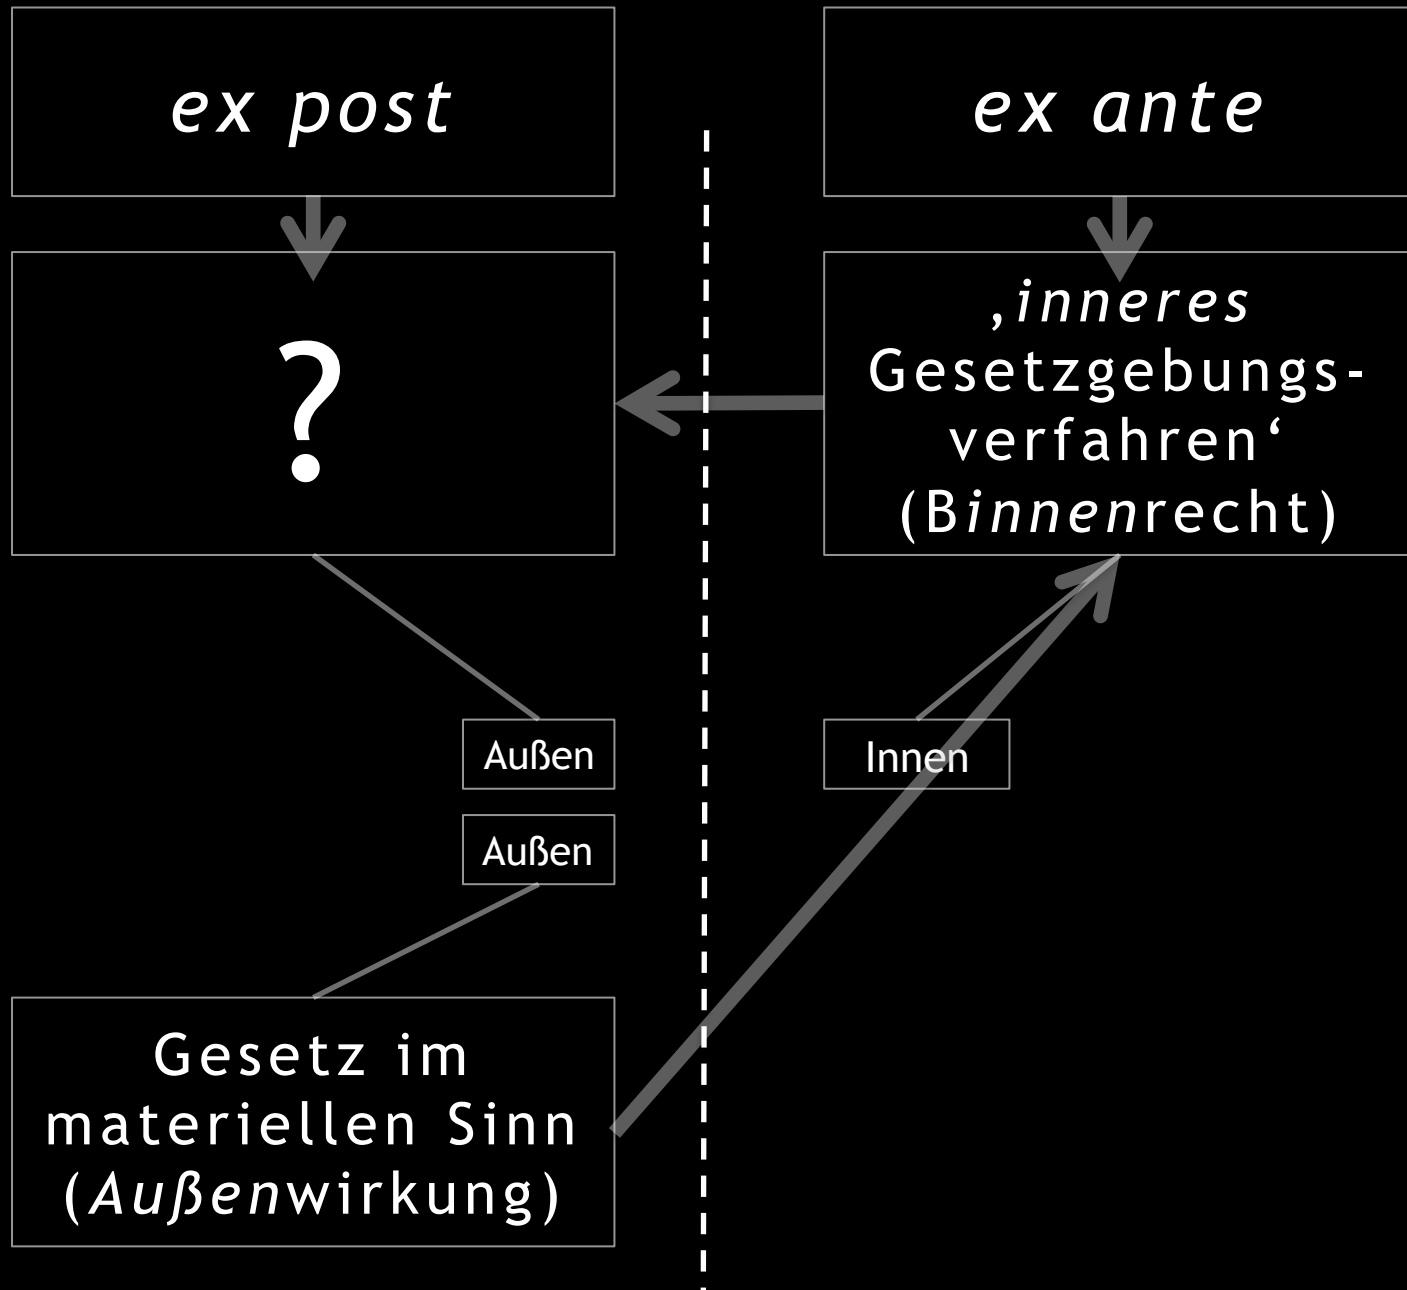 ex post
ex ante
?
‚inneres
Gesetzgebungs-
verfahren‘
(Binnenrecht)
Außen
Innen
Außen
Gesetz im
materiellen Sinn
(Außenwirkung)